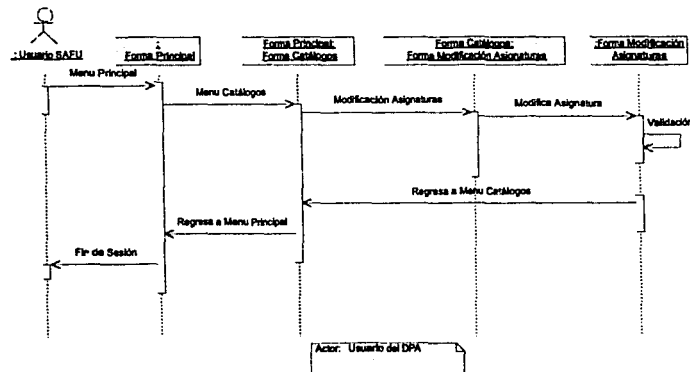 : Usuario SAFU
:
Forma Principal
Forma Principal:
Forma Catálogos
Forma Catálogos:
Forma Modificación Asignaturas
:Forma Modificación
Asignaturas
Menu Principal
Menu Catálogos
Modificación Asignaturas
Modifica Asignatura
Validación
Regresa a Menu Catálogos
Regresa a Menu Principal
Fin de Sesión
Actor: Usuario del DPA